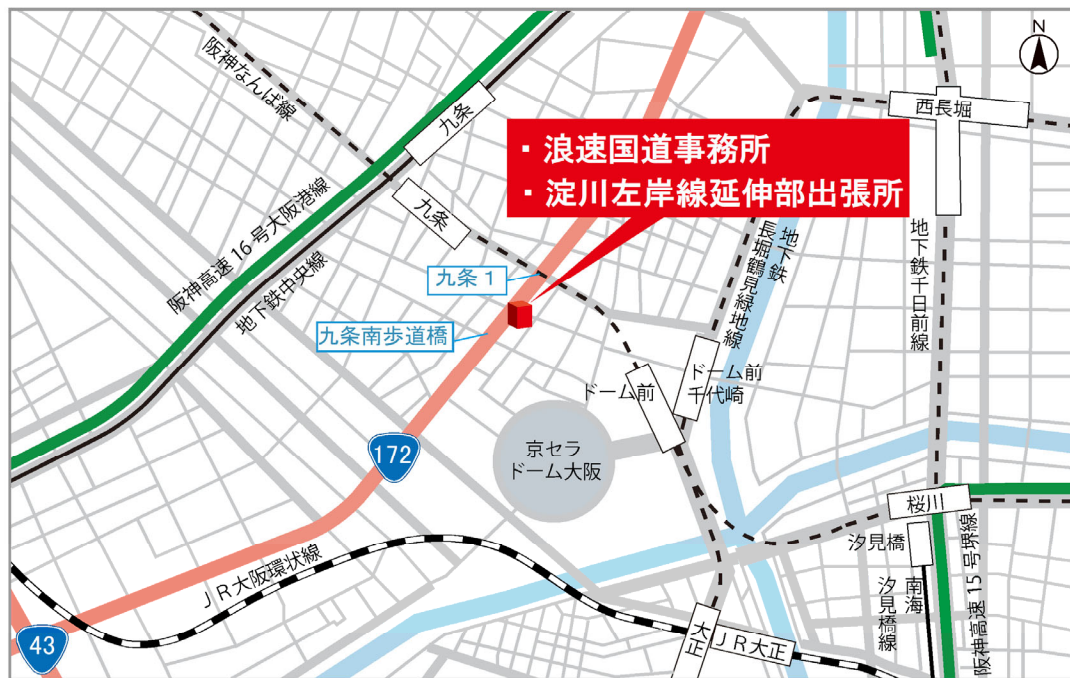 N
阪神なんば線
九条
西長堀
・浪速国道事務所
・淀川左岸線延伸部出張所
阪神高速16号大阪港線
地下鉄中央線
九条
九条1
九条南歩道橋
地下鉄
長堀鶴見緑地線
地下鉄千日前線
ドーム前
ドーム前
千代崎
京セラ
ドーム大阪
172
桜川
汐見橋
南海
汐見橋線
阪神高速15号堺線
JR大阪環状線
大正
JR大正
43